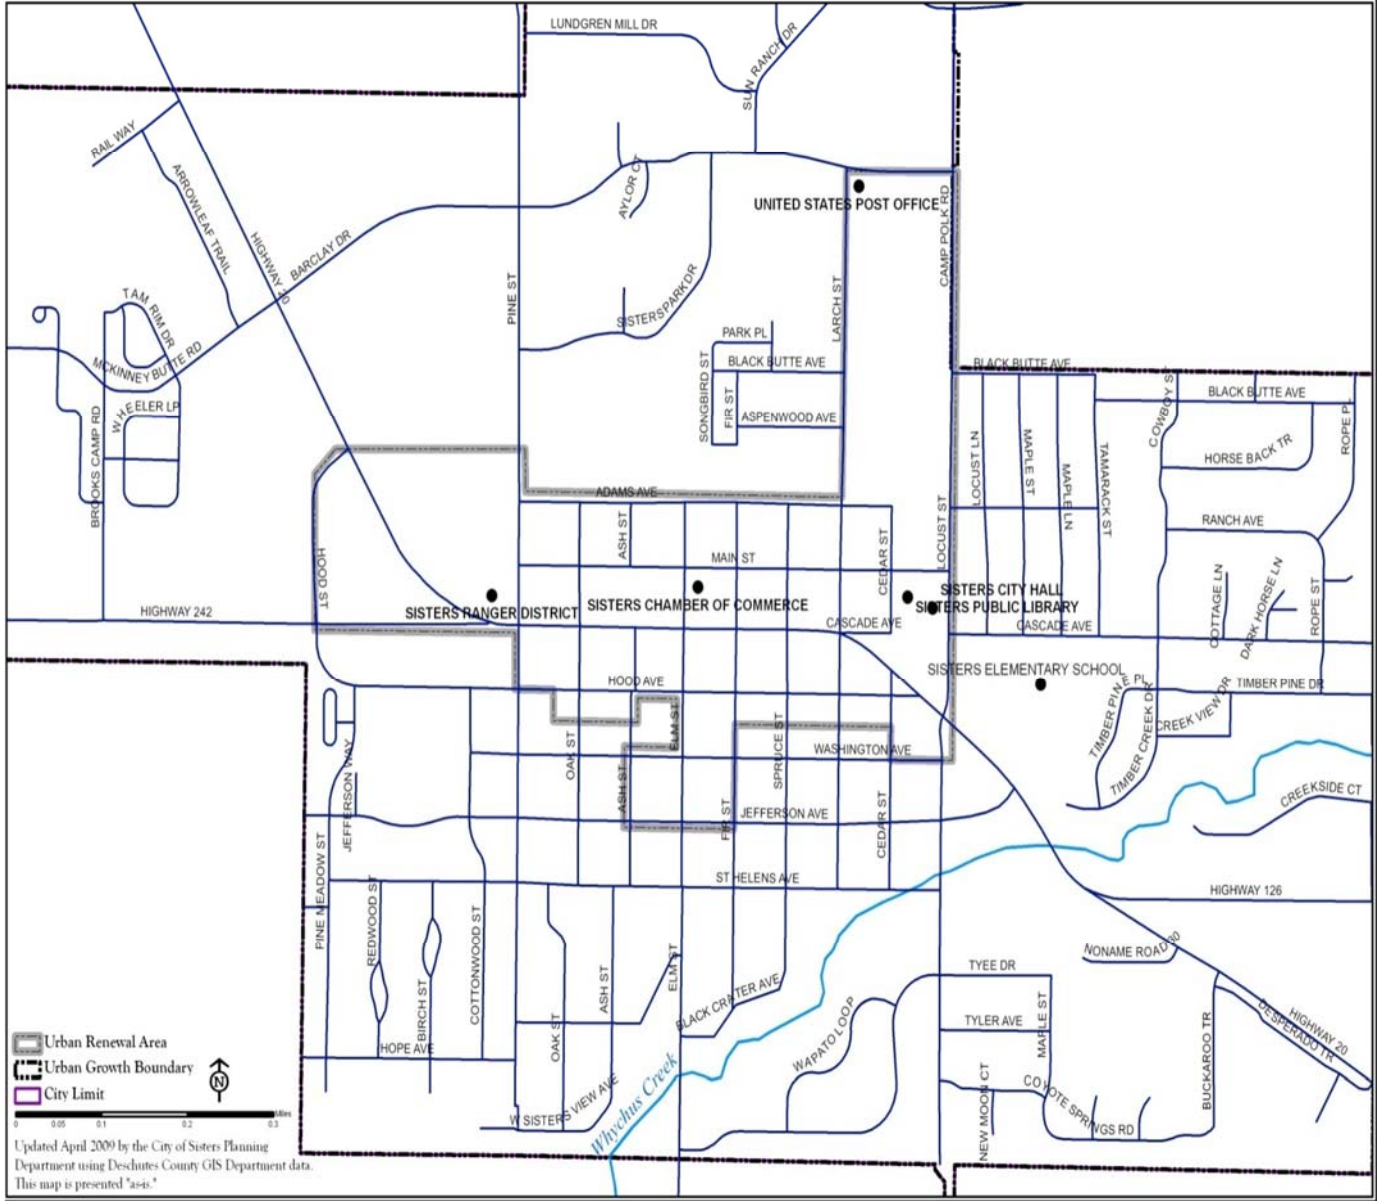 LUNDGREN MILL DR
SUN RANCH DR
RAIL WAY
ARROWLEAF TRAIL
AYLOR CT
UNITED STATES POST OFFICE
CAMP POLK RD
HIGHWAY 20
BARCLAY DR
PINE ST
SISTERS PARK DR
LARCH ST
TAM RIM DR
MCKINNEY BUTTE RD
PARK PL
BLACK BUTTE AVE
BLACK BUTTE AVE
BLACK BUTTE AVE
SONGBIRD ST
FIR ST
ASPENWOOD AVE
COWBOY ST
ROPE PL
WHEELER LP
BROOKS CAMP RD
LOCUST LN
MAPLE ST
MAPLE LN
TAMARACK ST
HORSE BACK TR
ADAMS AVE
RANCH AVE
ASH ST
CEDAR ST
LOCUST ST
HOOD ST
MAIN ST
COTTAGE LN
DARK HORSE LN
ROPE ST
SISTERS CITY HALL
SISTERS RANGER DISTRICT
SISTERS CHAMBER OF COMMERCE
SISTERS PUBLIC LIBRARY
HIGHWAY 242
CASCADE AVE
CASCADE AVE
SISTERS ELEMENTARY SCHOOL
HOOD AVE
TIMBER PINE PL
TIMBER PINE DR
CREEK VIEW DR
TIMBER CREEK DR
ELM ST
OAK ST
SPRUCE ST
WASHINGTON AVE
JEFFERSON WAY
ASH ST
FIR ST
JEFFERSON AVE
CEDAR ST
CREEKSIDE CT
PINE MEADOW ST
REDWOOD ST
ST HELENS AVE
HIGHWAY 126
BIRCH ST
COTTONWOOD ST
ASH ST
ELM ST
NONAME ROAD 30
TYEE DR
BLACK CRATER AVE
WAPATO LOOP
TYLER AVE
MAPLE ST
OAK ST
HOPE AVE
BUCKAROO TR
HIGHWAY 20
DESPERADO TR
W SISTERS VIEW AVE
Whychus Creek
NEW MOON CT
COYOTE SPRINGS RD
Urban Renewal Area
Urban Growth Boundary
City Limit
N
Miles
0 0.05 0.1 0.2 0.3
Updated April 2009 by the City of Sisters Planning
Department using Deschutes County GIS Department data.
This map is presented "as-is."